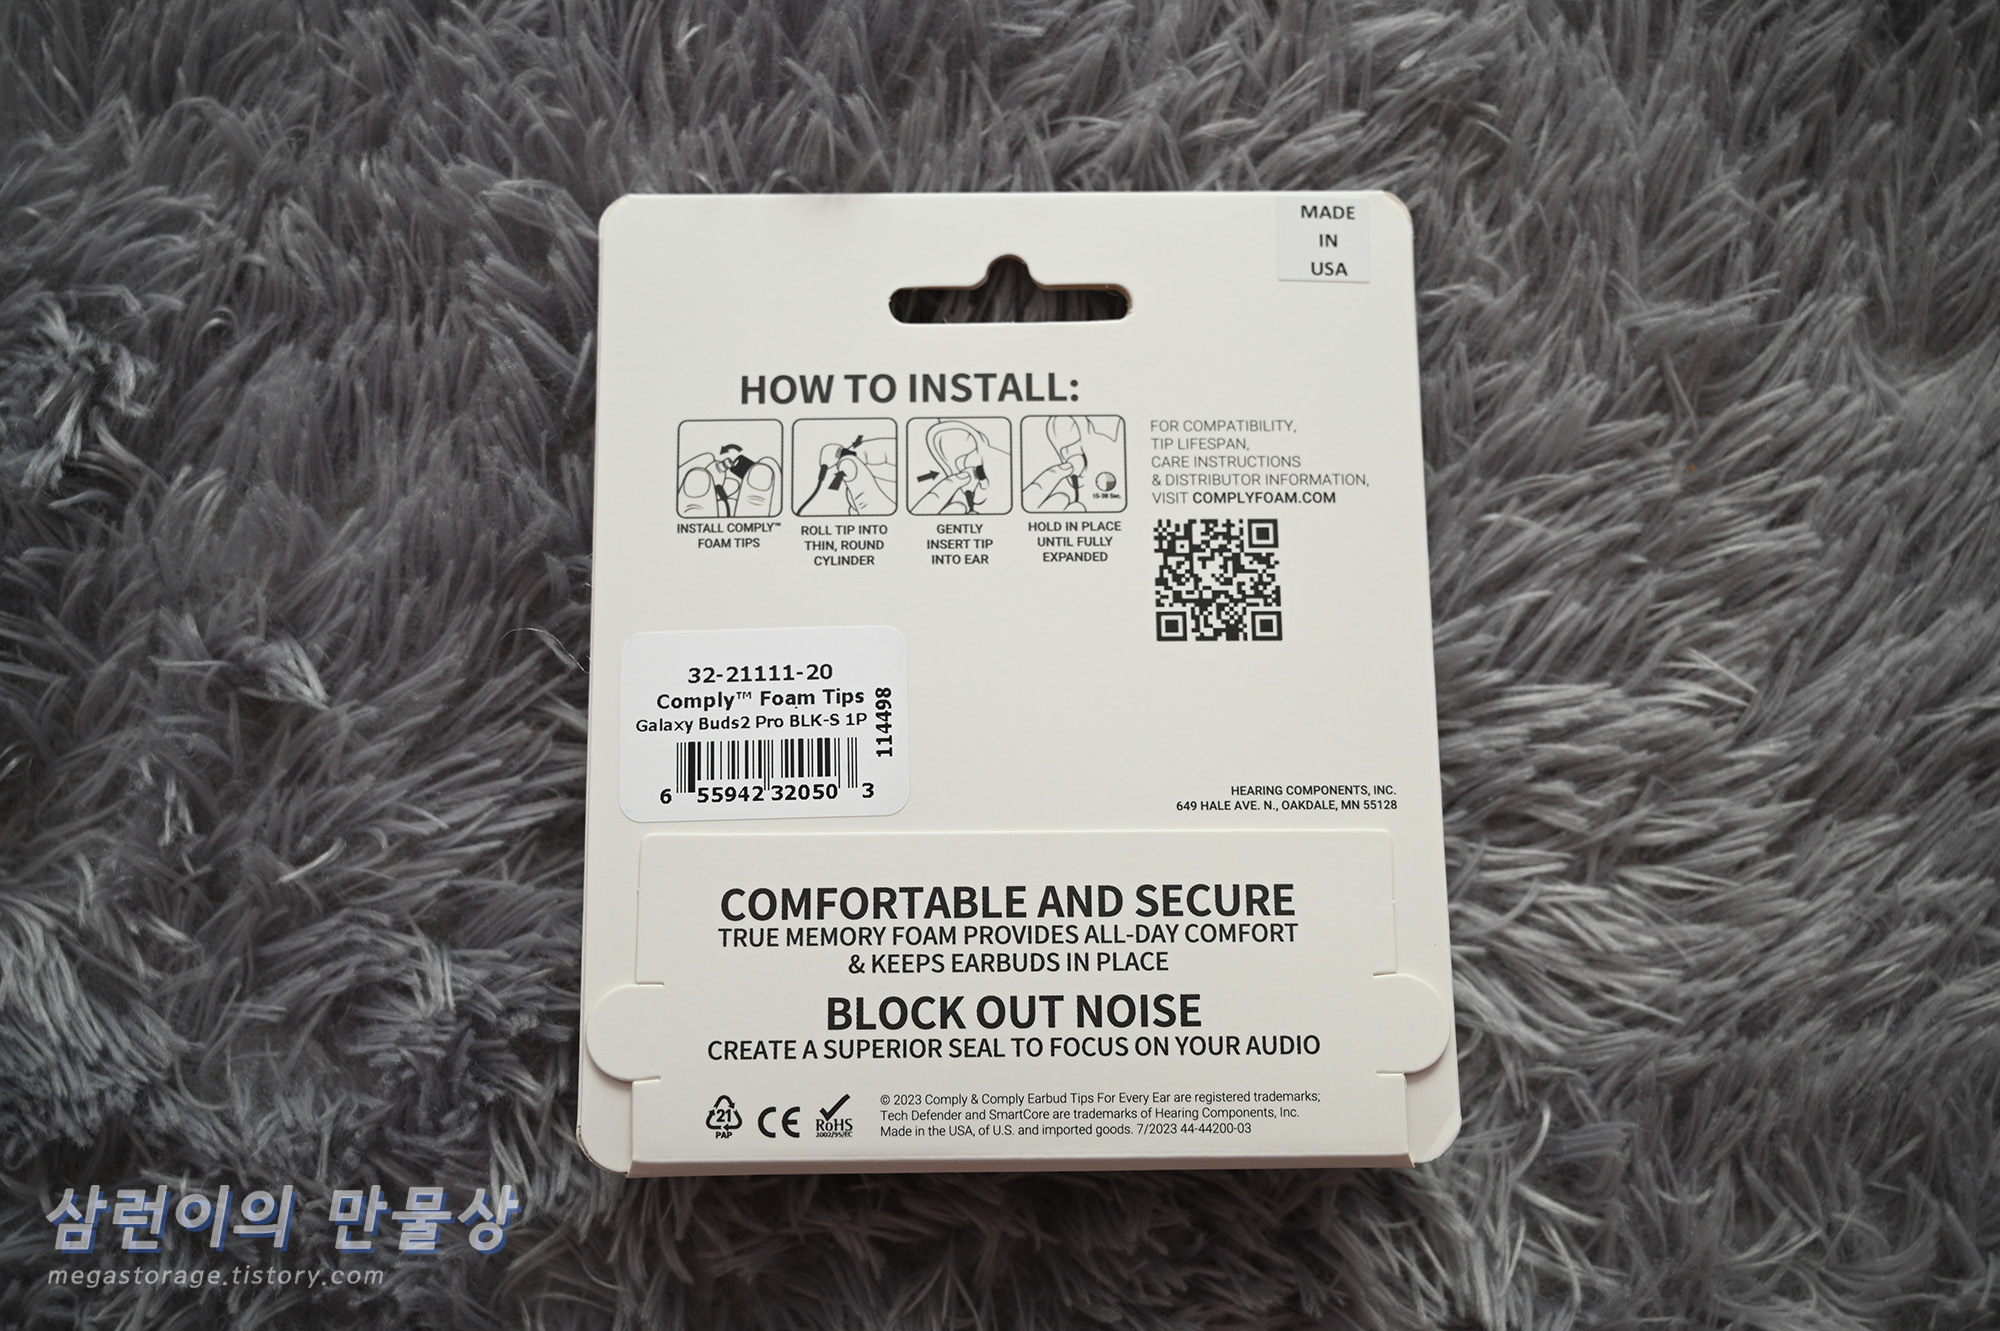 MADE
IN
USA
HOW TO INSTALL:
15-30 Sec.
INSTALL COMPLY™
FOAM TIPS
ROLL TIP INTO
THIN, ROUND
CYLINDER
GENTLY
INSERT TIP
INTO EAR
HOLD IN PLACE
UNTIL FULLY
EXPANDED
FOR COMPATIBILITY,
TIP LIFESPAN,
CARE INSTRUCTIONS
& DISTRIBUTOR INFORMATION,
VISIT COMPLYFOAM.COM
32-21111-20
Comply™ Foam Tips
Galaxy Buds2 Pro BLK-S 1P
114498
6 55942 32050 3
HEARING COMPONENTS, INC.
649 HALE AVE. N., OAKDALE, MN 55128
COMFORTABLE AND SECURE
TRUE MEMORY FOAM PROVIDES ALL-DAY COMFORT
& KEEPS EARBUDS IN PLACE
BLOCK OUT NOISE
CREATE A SUPERIOR SEAL TO FOCUS ON YOUR AUDIO
21
PAP
CE
RoHS
2002/95/EC
© 2023 Comply & Comply Earbud Tips For Every Ear are registered trademarks;
Tech Defender and SmartCore are trademarks of Hearing Components, Inc.
Made in the USA, of U.S. and imported goods. 7/2023 44-44200-03
삼런이의 만물상
megastorage.tistory.com